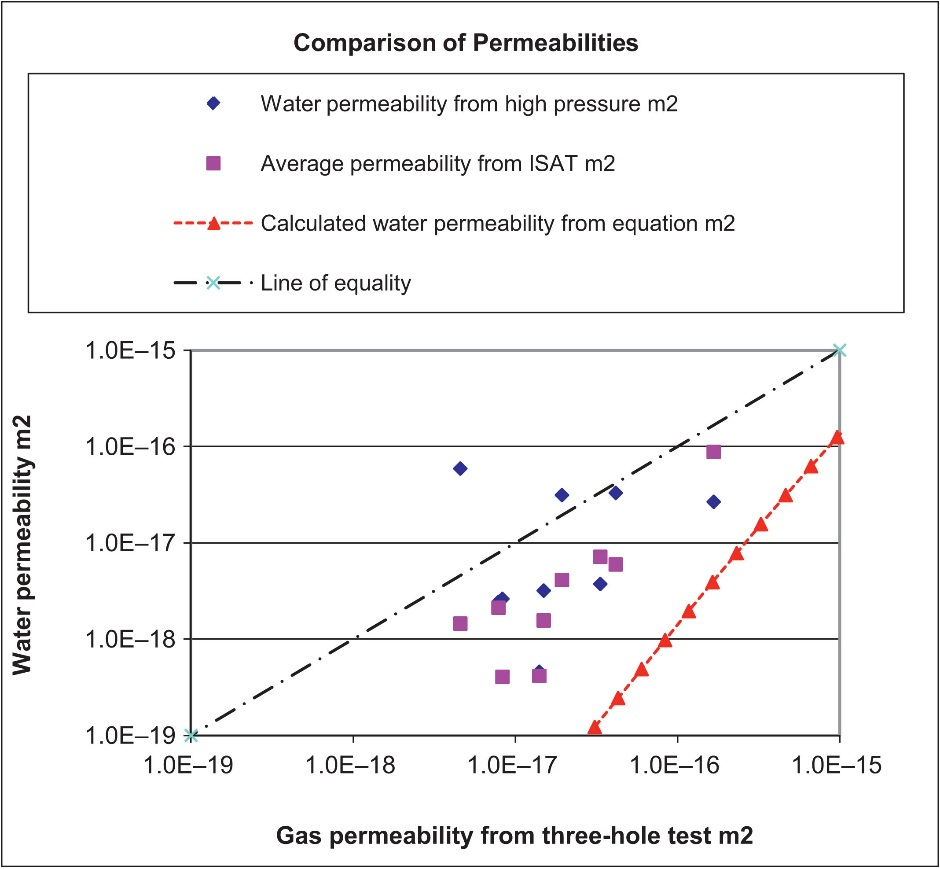 Comparison of Permeabilities
Water permeability from high pressure m2
Average permeability from ISAT m2
Calculated water permeability from equation m2
Line of equality
1.0E–15
1.0E–16
1.0E–17
1.0E–18
1.0E–19
Water permeability m2
1.0E–19 1.0E–18 1.0E–17 1.0E–16 1.0E–15
Gas permeability from three-hole test m2